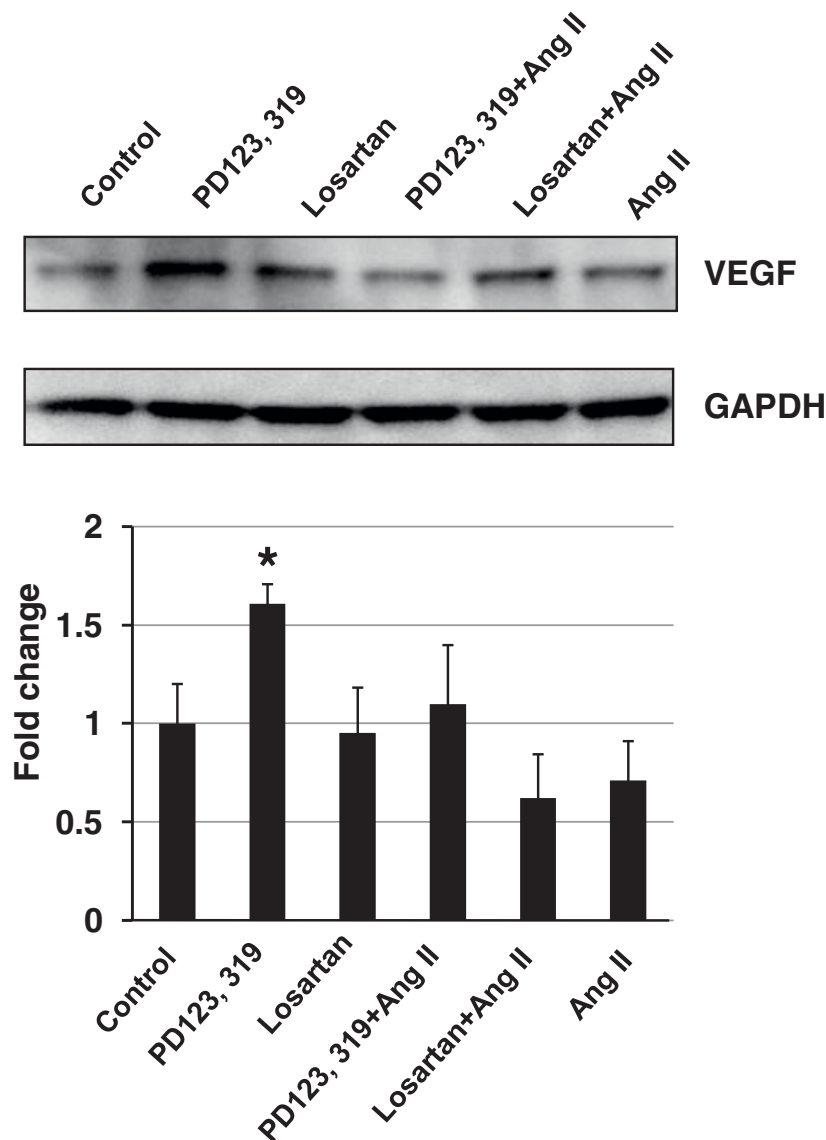 Control
PD123, 319
Losartan
PD123, 319+Ang II
Losartan+Ang II
Ang II
VEGF
GAPDH
Fold change
2
1.5
1
0.5
0
*
Control
PD123, 319
Losartan
PD123, 319+Ang II
Losartan+Ang II
Ang II